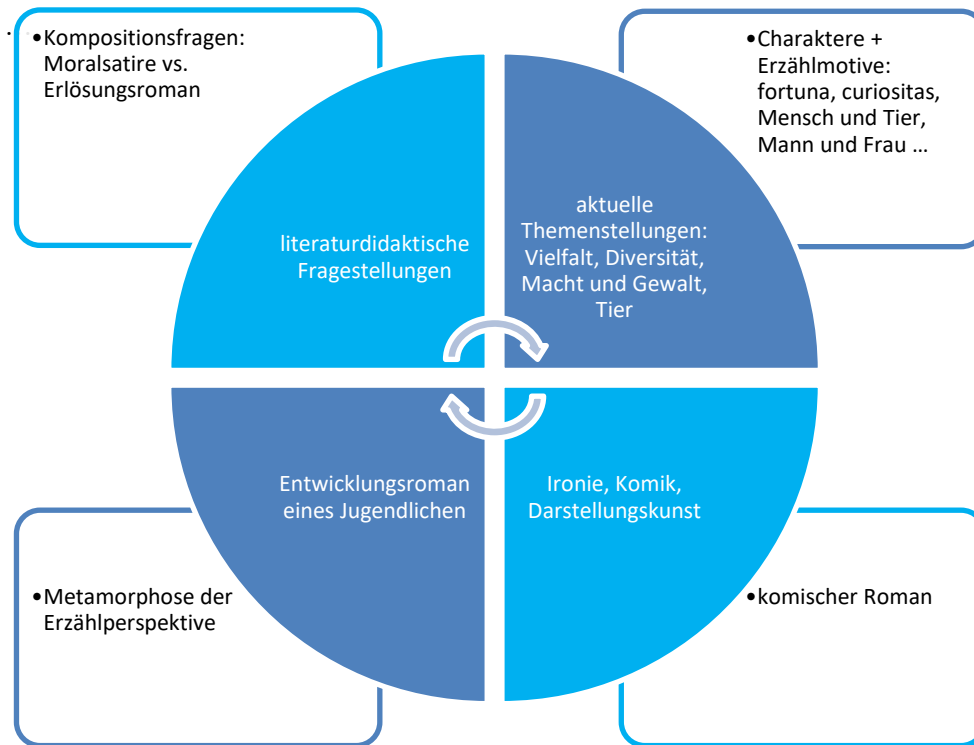 •Kompositionsfragen:
Moralsatire vs.
Erlösungsroman
•Charaktere +
Erzählmotive:
fortuna, curiositas,
Mensch und Tier,
Mann und Frau …
literaturdidaktische
Fragestellungen
aktuelle
Themenstellungen:
Vielfalt, Diversität,
Macht und Gewalt,
Tier
Entwicklungsroman
eines Jugendlichen
Ironie, Komik,
Darstellungskunst
•Metamorphose der
Erzählperspektive
•komischer Roman